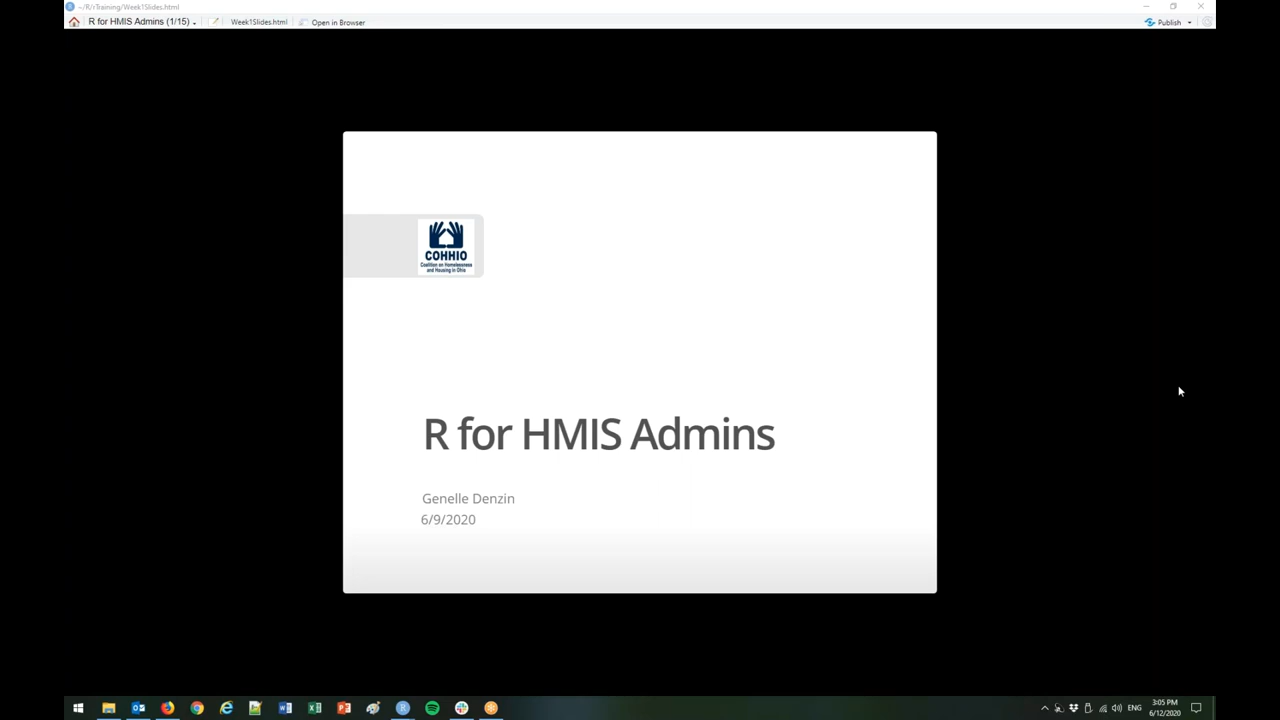 ~/R/rTraining/Week1Slides.html
R for HMIS Admins (1/15)
Week1Slides.html
Open in Browser
Publish
COHHIO
Coalition on Homelessness
and Housing in Ohio
R for HMIS Admins
Genelle Denzin
6/9/2020
ENG
3:05 PM
6/12/2020